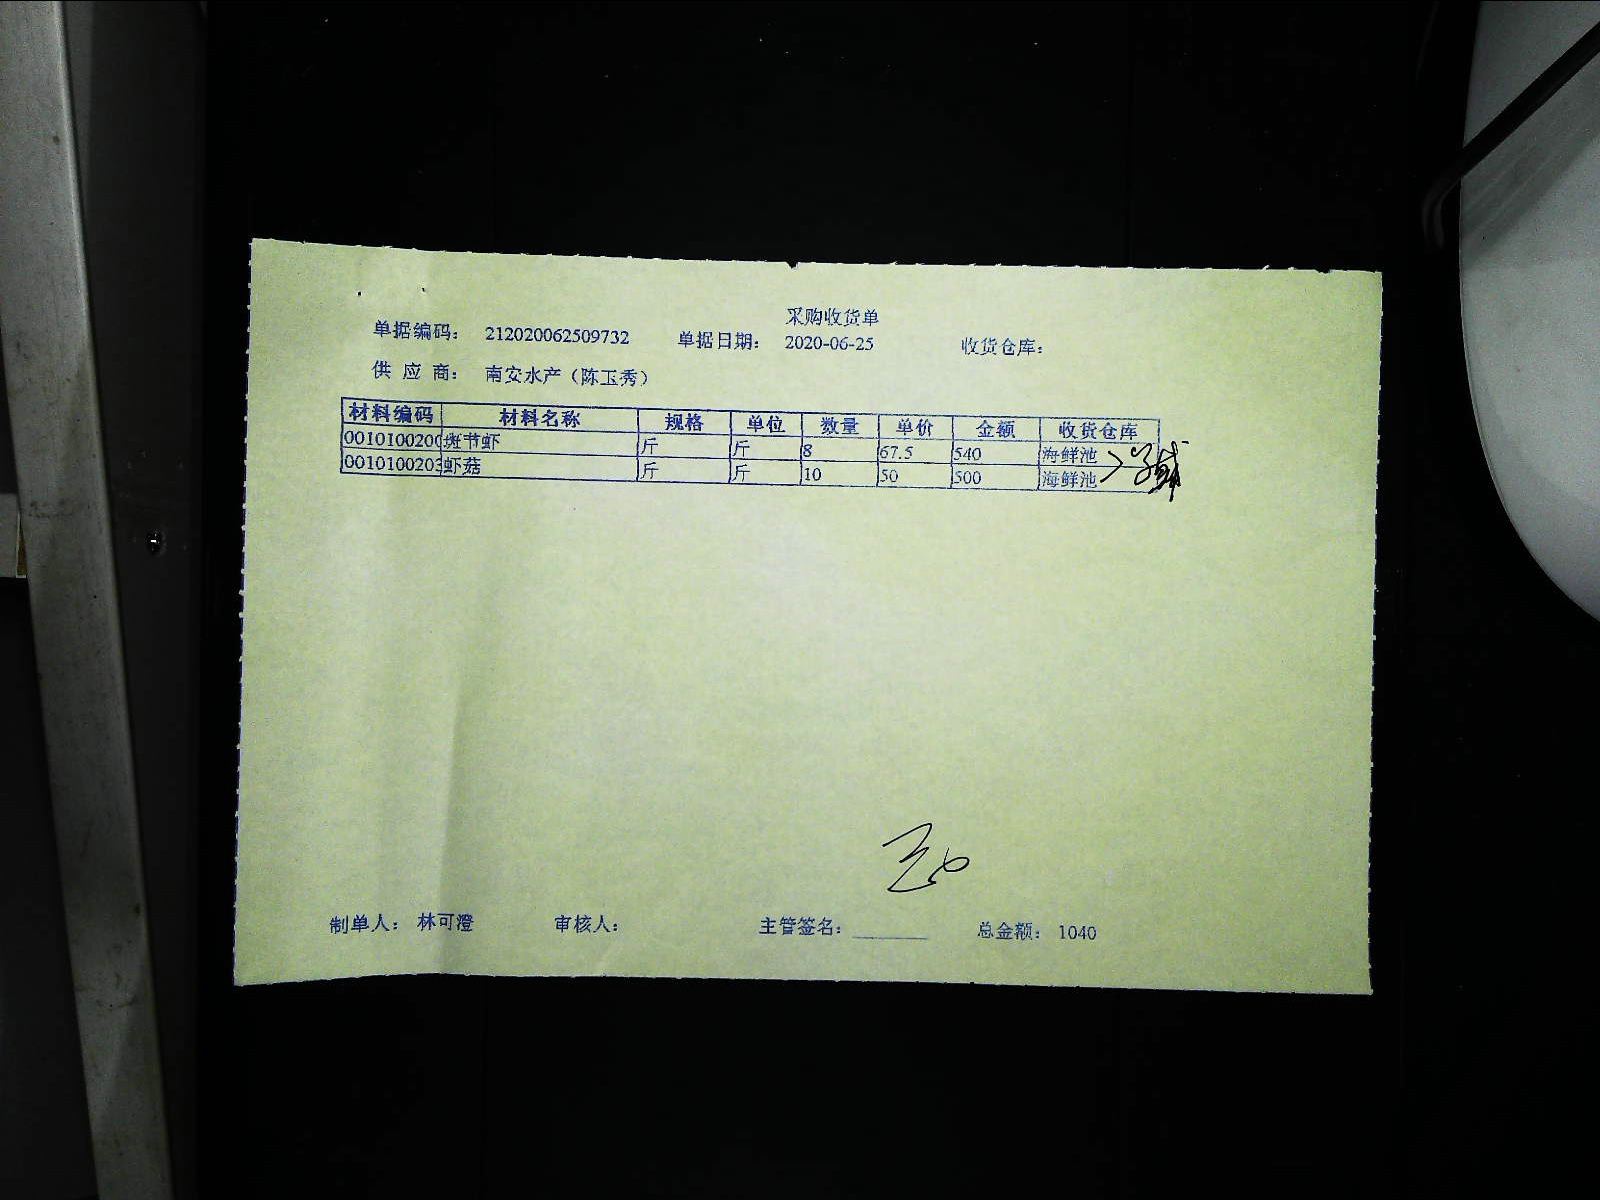 采购收货单
单据编码： 212020062509732 单据日期： 2020-06-25 收货仓库：
供 应 商： 南安水产（陈玉秀）
材料编码 材料名称 规格 单位 数量 单价 金额 收货仓库
0010100200 斑节虾 斤 斤 8 67.5 540 海鲜池
0010100203 虾菇 斤 斤 10 50 500 海鲜池
制单人： 林可澄 审核人： 主管签名： 总金额： 1040